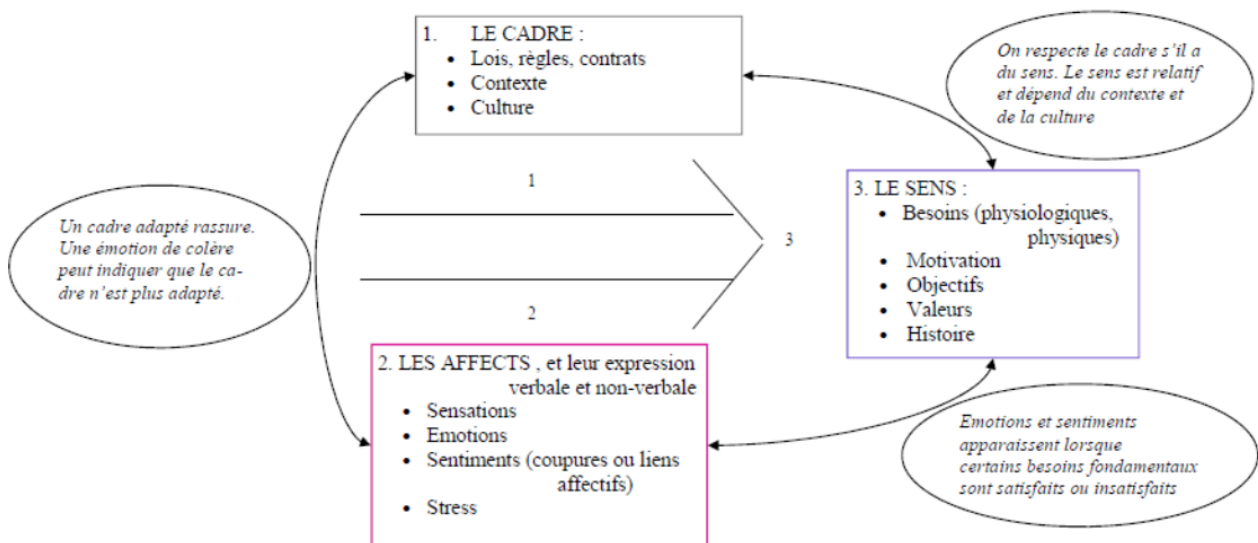 1. LE CADRE :
• Lois, règles, contrats
• Contexte
• Culture
On respecte le cadre s'il a
du sens. Le sens est relatif
et dépend du contexte et
de la culture
Un cadre adapté rassure.
Une émotion de colère
peut indiquer que le ca-
dre n'est plus adapté.
1
2
3
3. LE SENS :
• Besoins (physiologiques,
physiques)
• Motivation
• Objectifs
• Valeurs
• Histoire
2. LES AFFECTS , et leur expression
verbale et non-verbale
• Sensations
• Emotions
• Sentiments (coupures ou liens
affectifs)
• Stress
Emotions et sentiments
apparaissent lorsque
certains besoins fondamentaux
sont satisfaits ou insatisfaits